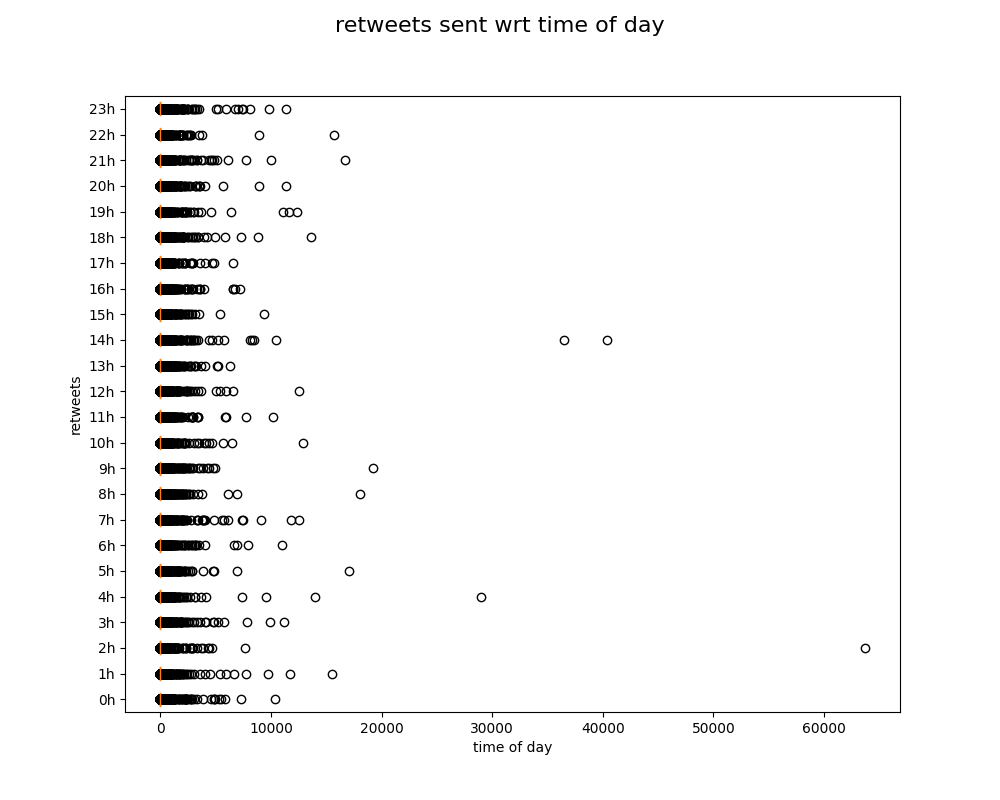 retweets sent wrt time of day
23h
22h
21h
20h
19h
18h
17h
16h
15h
14h
13h
12h
11h
10h
9h
8h
7h
6h
5h
4h
3h
2h
1h
0h
retweets
0 10000 20000 30000 40000 50000 60000
time of day